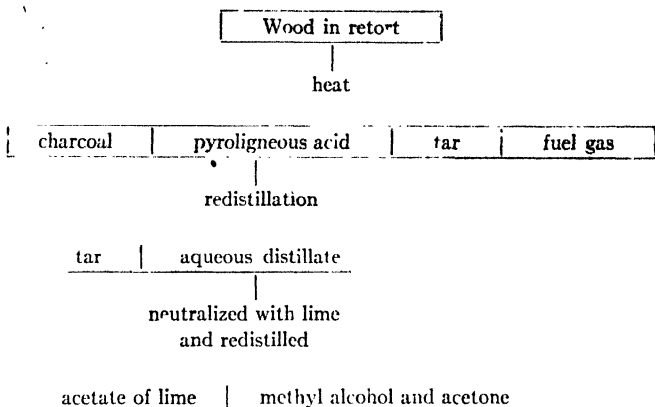 Wood in retort
heat
charcoal pyroligneous acid tar fuel gas
redistillation
tar aqueous distillate
neutralized with lime
and redistilled
acetate of lime methyl alcohol and acetone